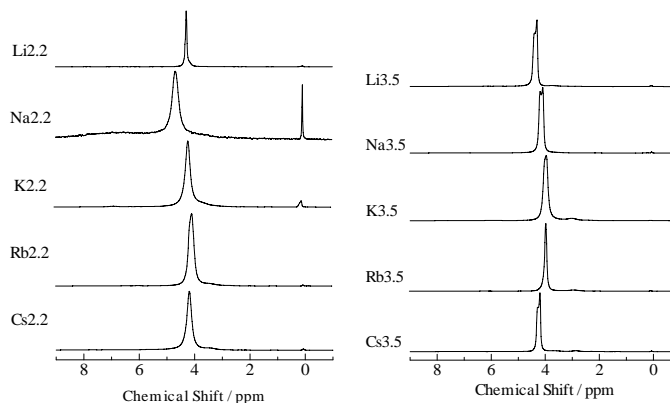 Li2.2
Na2.2
K2.2
Rb2.2
Cs2.2
8 6 4 2 0
Chemical Shift / ppm
Li3.5
Na3.5
K3.5
Rb3.5
Cs3.5
8 6 4 2 0
Chemical Shift / ppm